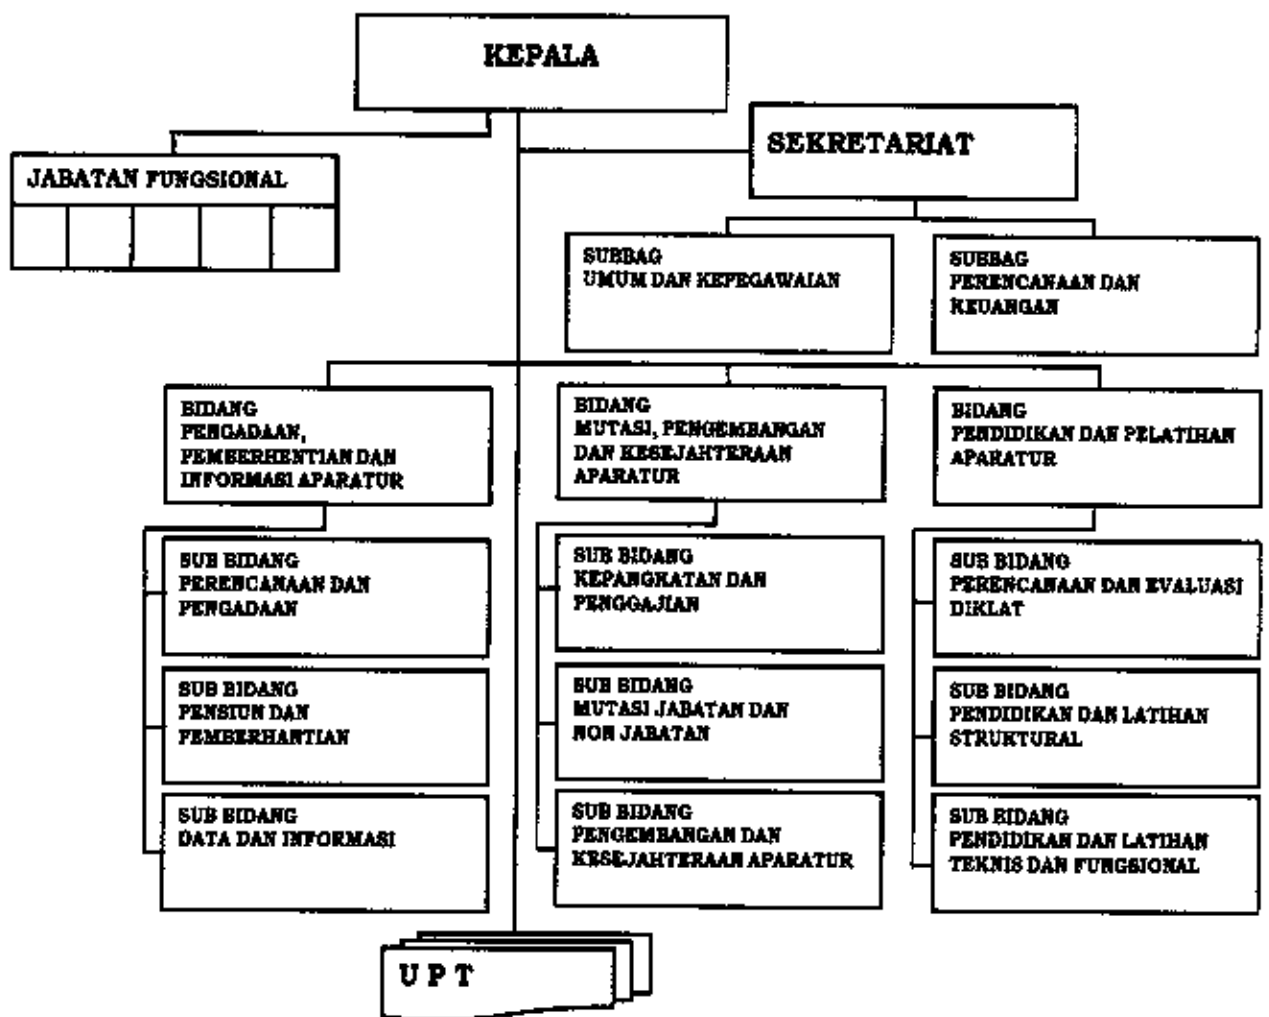 KEPALA
SEKRETARIAT
JABATAN FUNGSIONAL
SUBBAG
UMUM DAN KEPEGAWAIAN
SUBBAG
PERENCANAAN DAN
KEUANGAN
BIDANG
PENGADAAN,
PEMBERHENTIAN DAN
INFORMASI APARATUR
BIDANG
MUTASI, PENGEMBANGAN
DAN KESEJAHTERAAN
APARATUR
BIDANG
PENDIDIKAN DAN PELATIHAN
APARATUR
SUB BIDANG
PERENCANAAN DAN
PENGADAAN
SUB BIDANG
KEPANGKATAN DAN
PENGGAJIAN
SUB BIDANG
PERENCANAAN DAN EVALUASI
DIKLAT
SUB BIDANG
PENSIUN DAN
PEMBERHANTIAN
SUB BIDANG
MUTASI JABATAN DAN
NON JABATAN
SUB BIDANG
PENDIDIKAN DAN LATIHAN
STRUKTURAL
SUB BIDANG
DATA DAN INFORMASI
SUB BIDANG
PENGEMBANGAN DAN
KESEJAHTERAAN APARATUR
SUB BIDANG
PENDIDIKAN DAN LATIHAN
TEKNIS DAN FUNGSIONAL
U P T